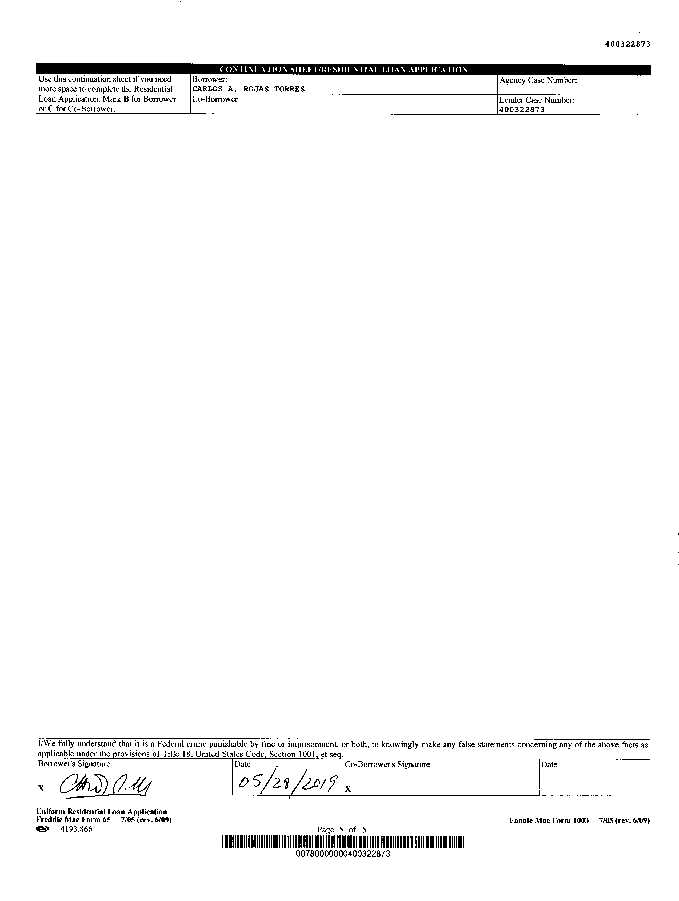 400322873
CONTINUATION SHEET/RESIDENTIAL LOAN APPLICATION
Use this continuation sheet if you need
more space to complete the Residential
Loan Application. Mark B for Borrower
or C for Co-Borrower.
Borrower:
CARLOS A. ROJAS TORRES
Co-Borrower
Agency Case Number:
Lender Case Number:
400322873
I/We fully understand that it is a Federal crime punishable by fine or imprisonment, or both, to knowingly make any false statements concerning any of the above facts as
applicable under the provisions of Title 18, United States Code, Section 1001, et seq.
Borrower's Signature
Date
Co-Borrower's Signature
Date
X
05/28/2019
X
Uniform Residential Loan Application
Freddie Mac Form 65 7/05 (rev. 6/09)
4193.866
Page 5 of 5
Fannie Mae Form 1003 7/05 (rev. 6/09)